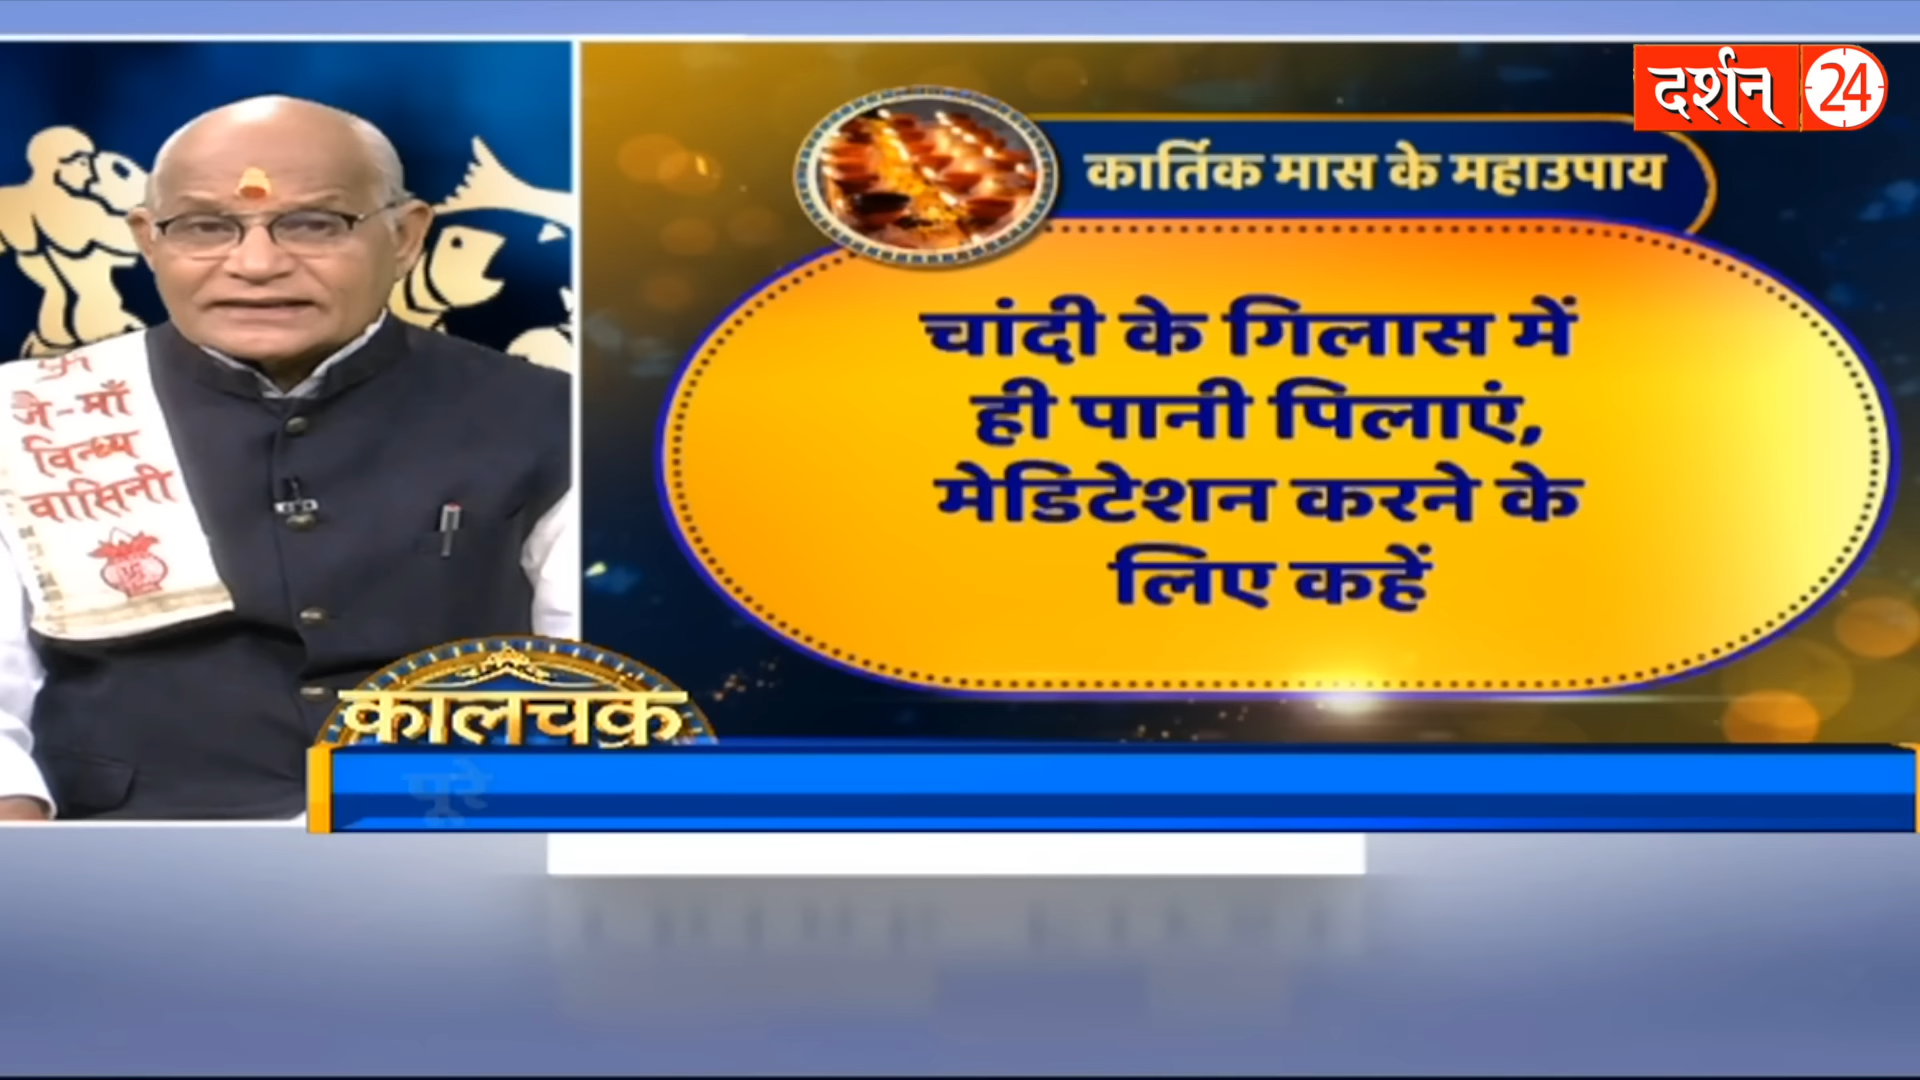 दर्शन 24
कार्तिक मास के महाउपाय
चांदी के गिलास में
ही पानी पिलाएं,
मेडिटेशन करने के
लिए कहें
जै-माँ
विन्ध्य
वासिनी
कालचक्र
पूरे